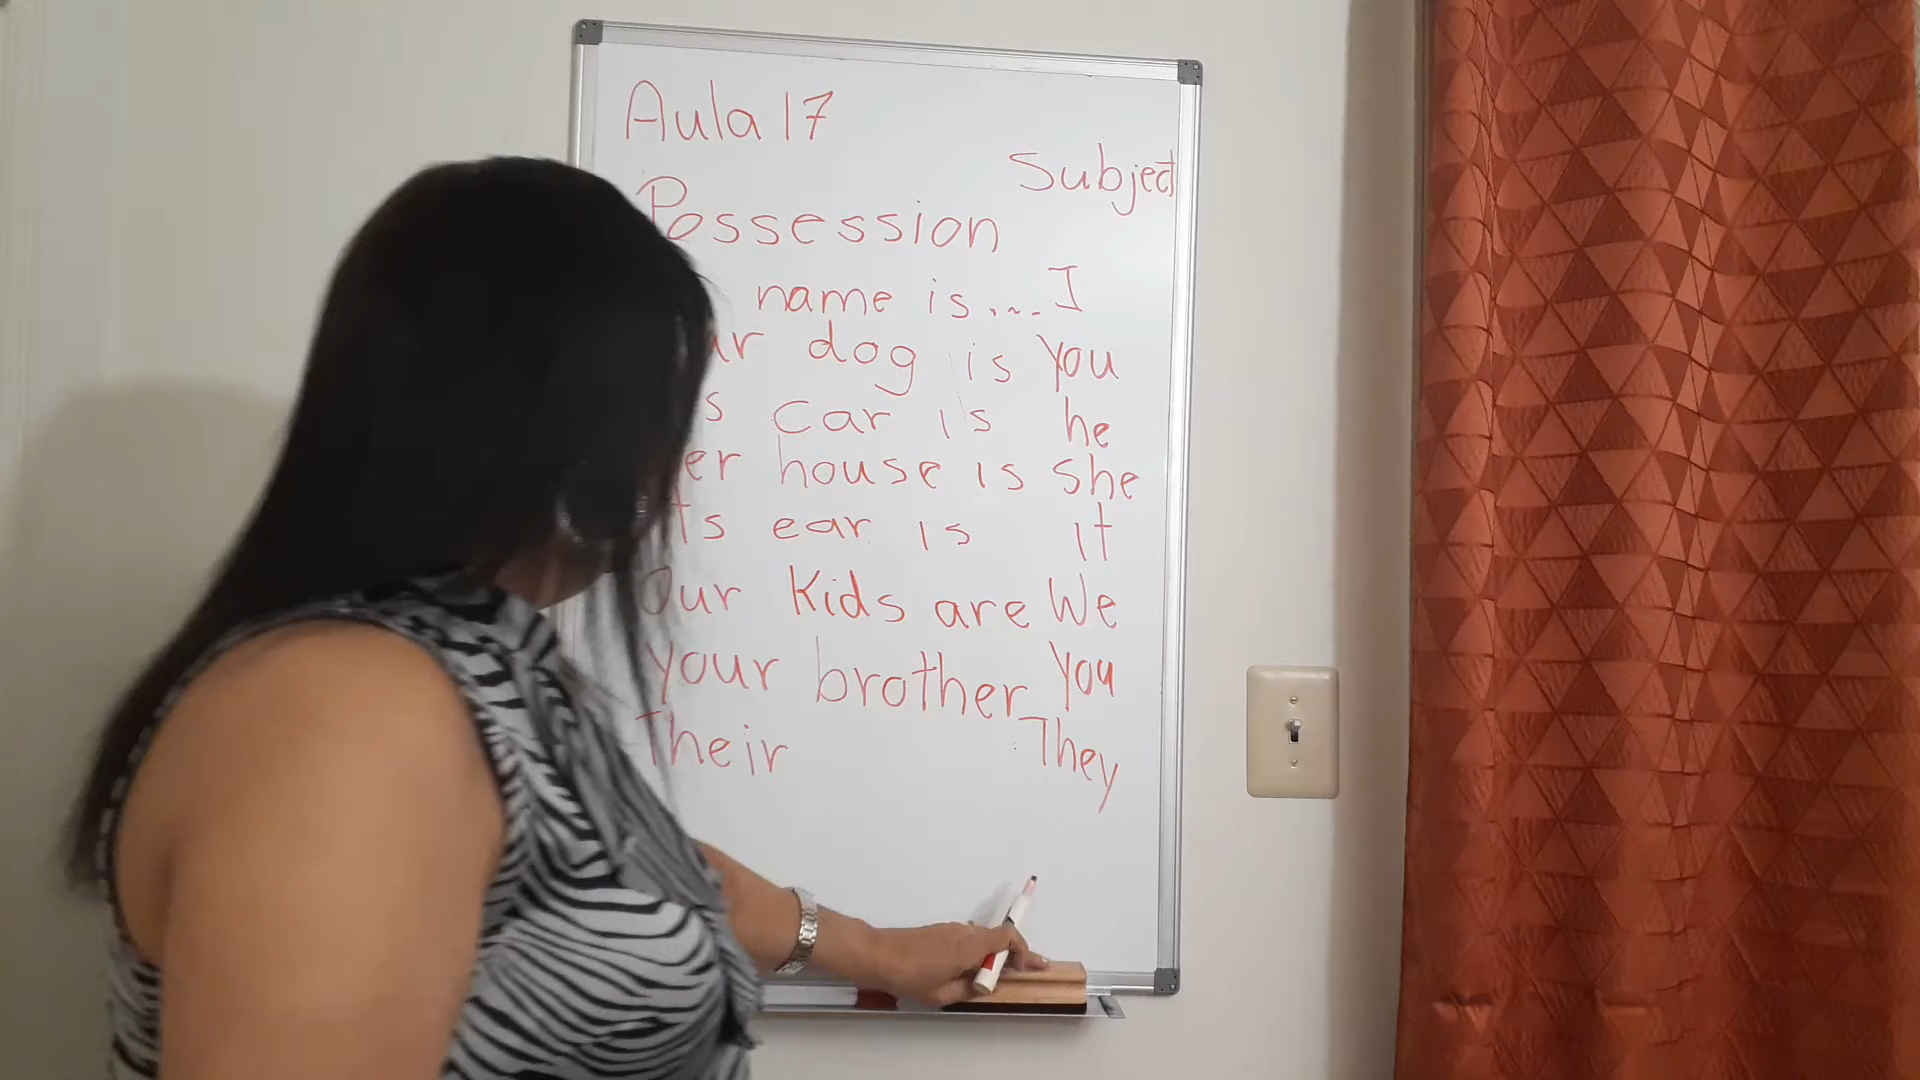 Aula 17
Subject
Possession
name is.... I
dog is you
car is he
house is she
ear is it
Our Kids are We
your brother you
Their They